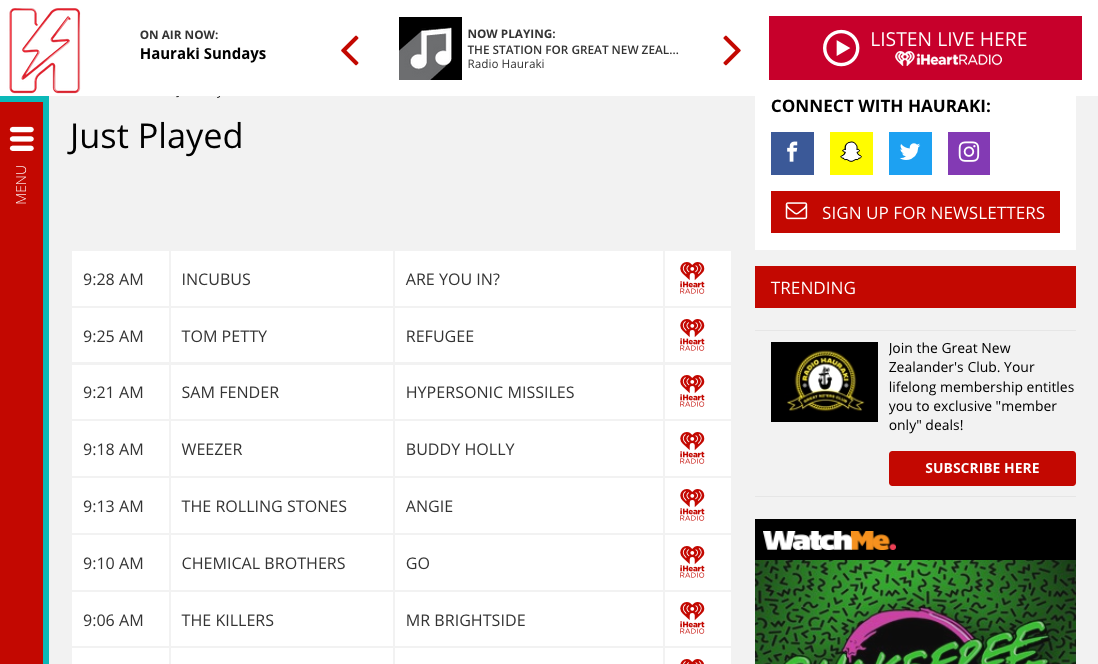 ON AIR NOW:
Hauraki Sundays
NOW PLAYING:
THE STATION FOR GREAT NEW ZEAL...
Radio Hauraki
LISTEN LIVE HERE
iHeartRADIO
MENU
Just Played
9:28 AM INCUBUS ARE YOU IN? iHeart RADIO
9:25 AM TOM PETTY REFUGEE iHeart RADIO
9:21 AM SAM FENDER HYPERSONIC MISSILES iHeart RADIO
9:18 AM WEEZER BUDDY HOLLY iHeart RADIO
9:13 AM THE ROLLING STONES ANGIE iHeart RADIO
9:10 AM CHEMICAL BROTHERS GO iHeart RADIO
9:06 AM THE KILLERS MR BRIGHTSIDE iHeart RADIO
CONNECT WITH HAURAKI:
SIGN UP FOR NEWSLETTERS
TRENDING
RADIO HAURAKI
Join the Great New
Zealander's Club. Your
lifelong membership entitles
you to exclusive "member
only" deals!
SUBSCRIBE HERE
WatchMe.